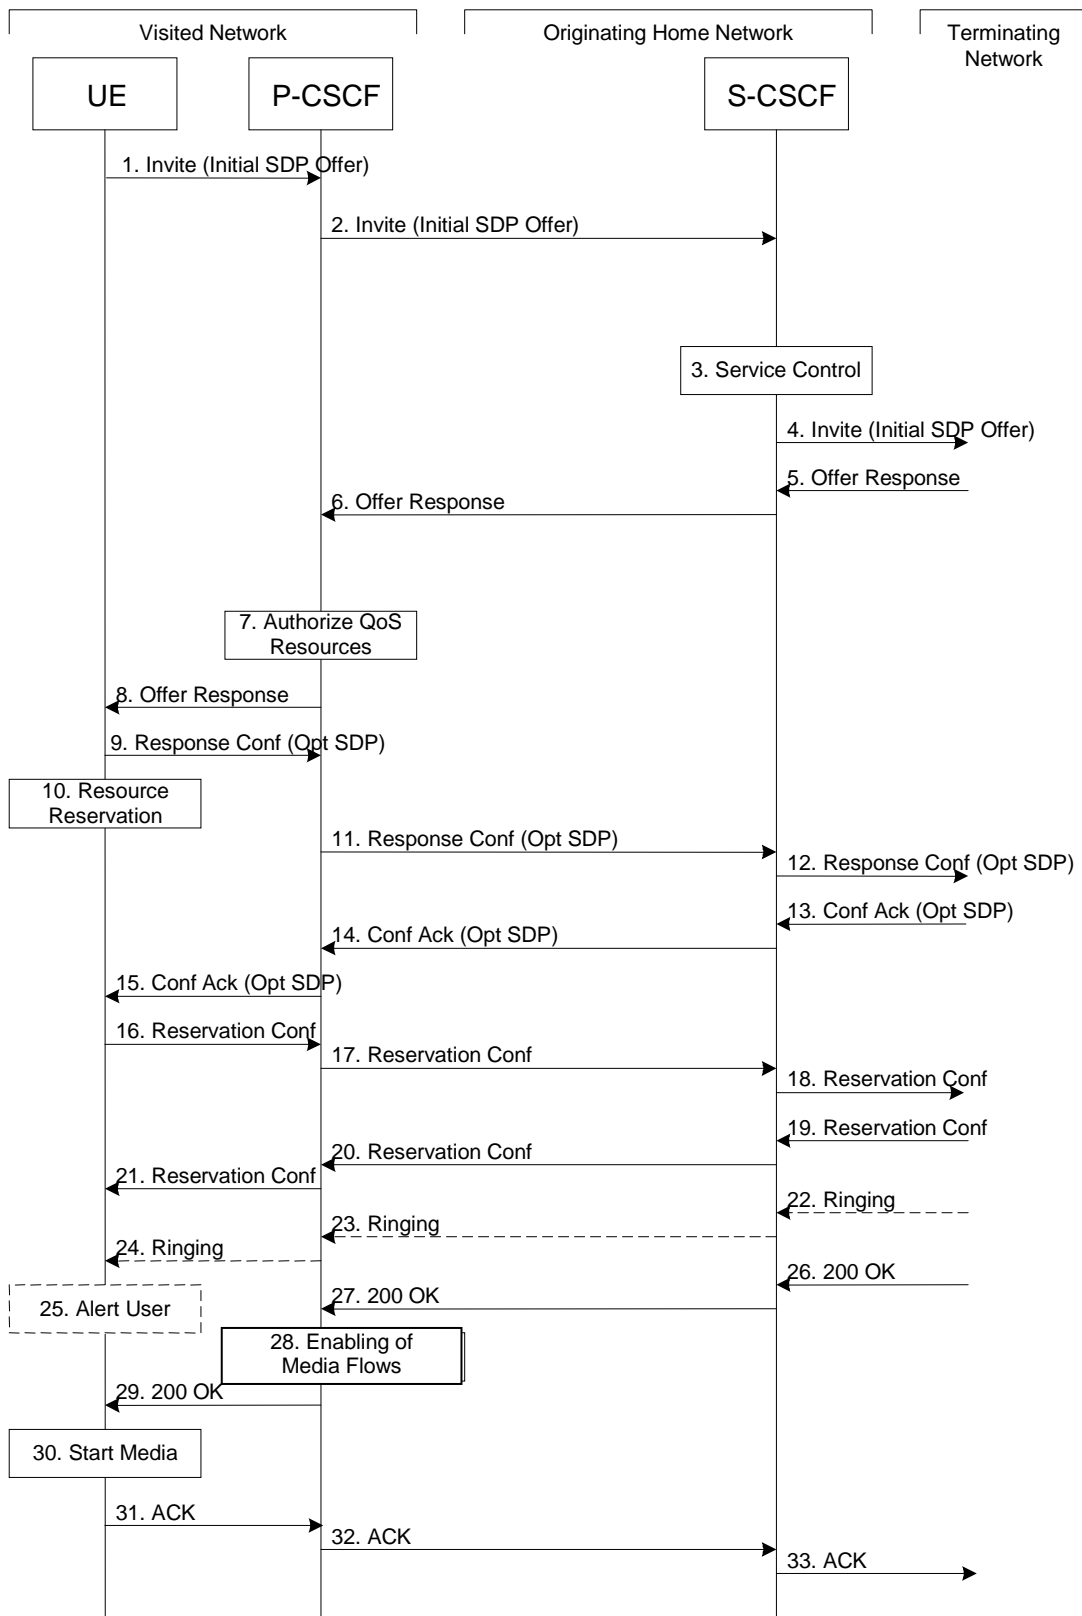 Visited Network
Originating Home Network
Terminating
Network
UE
P-CSCF
S-CSCF
1. Invite (Initial SDP Offer)
2. Invite (Initial SDP Offer)
3. Service Control
4. Invite (Initial SDP Offer)
5. Offer Response
6. Offer Response
7. Authorize QoS
Resources
8. Offer Response
9. Response Conf (Opt SDP)
10. Resource
Reservation
11. Response Conf (Opt SDP)
12. Response Conf (Opt SDP)
13. Conf Ack (Opt SDP)
14. Conf Ack (Opt SDP)
15. Conf Ack (Opt SDP)
16. Reservation Conf
17. Reservation Conf
18. Reservation Conf
19. Reservation Conf
20. Reservation Conf
21. Reservation Conf
22. Ringing
23. Ringing
24. Ringing
25. Alert User
26. 200 OK
27. 200 OK
28. Enabling of
Media Flows
29. 200 OK
30. Start Media
31. ACK
32. ACK
33. ACK